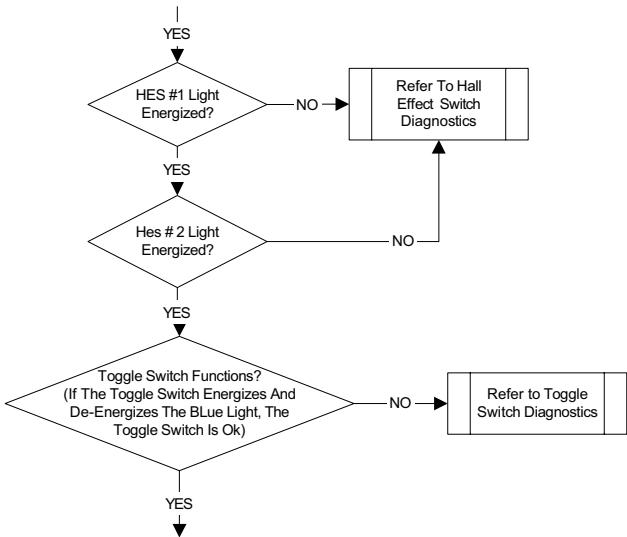 YES
HES #1 Light
Energized?
NO
Refer To Hall
Effect Switch
Diagnostics
YES
Hes # 2 Light
Energized?
NO
YES
Toggle Switch Functions?
(If The Toggle Switch Energizes And
De-Energizes The BLue Light, The
Toggle Switch Is Ok)
NO
Refer to Toggle
Switch Diagnostics
YES